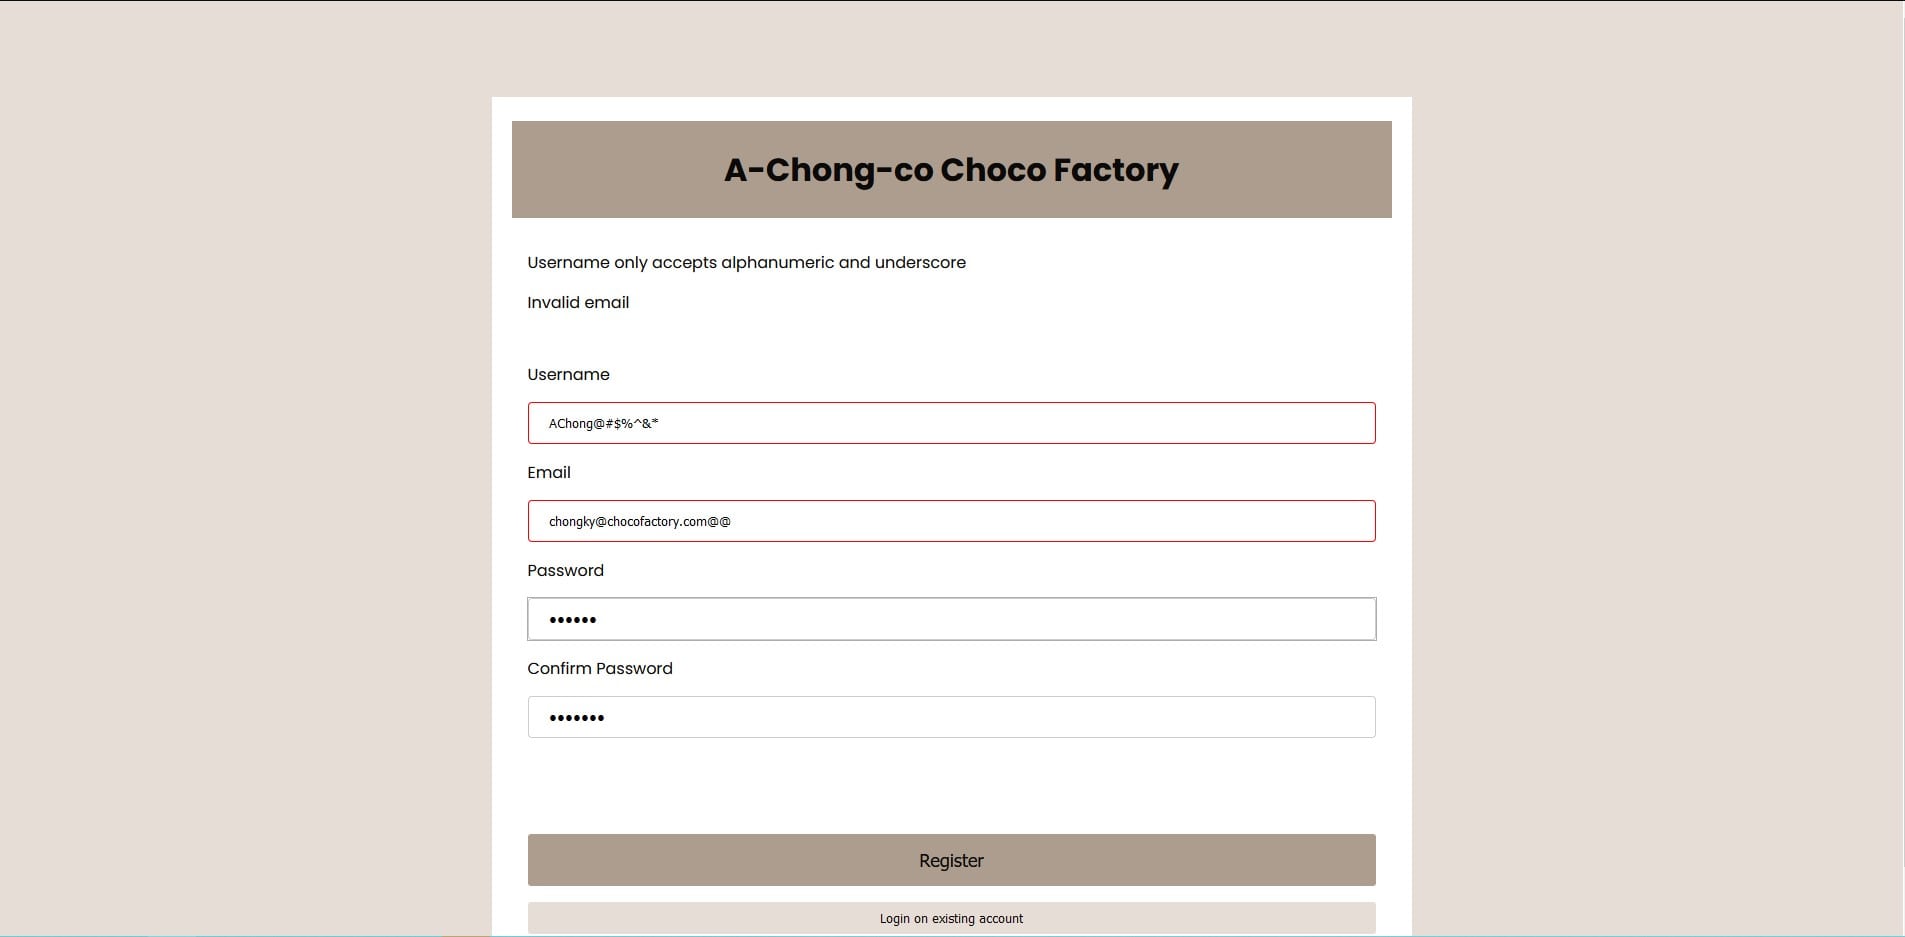 A-Chong-co Choco Factory
Username only accepts alphanumeric and underscore
Invalid email
Username
AChong@#$%^&*
Email
chongky@chocofactory.com@@
Password
••••••
Confirm Password
•••••••
Register
Login on existing account